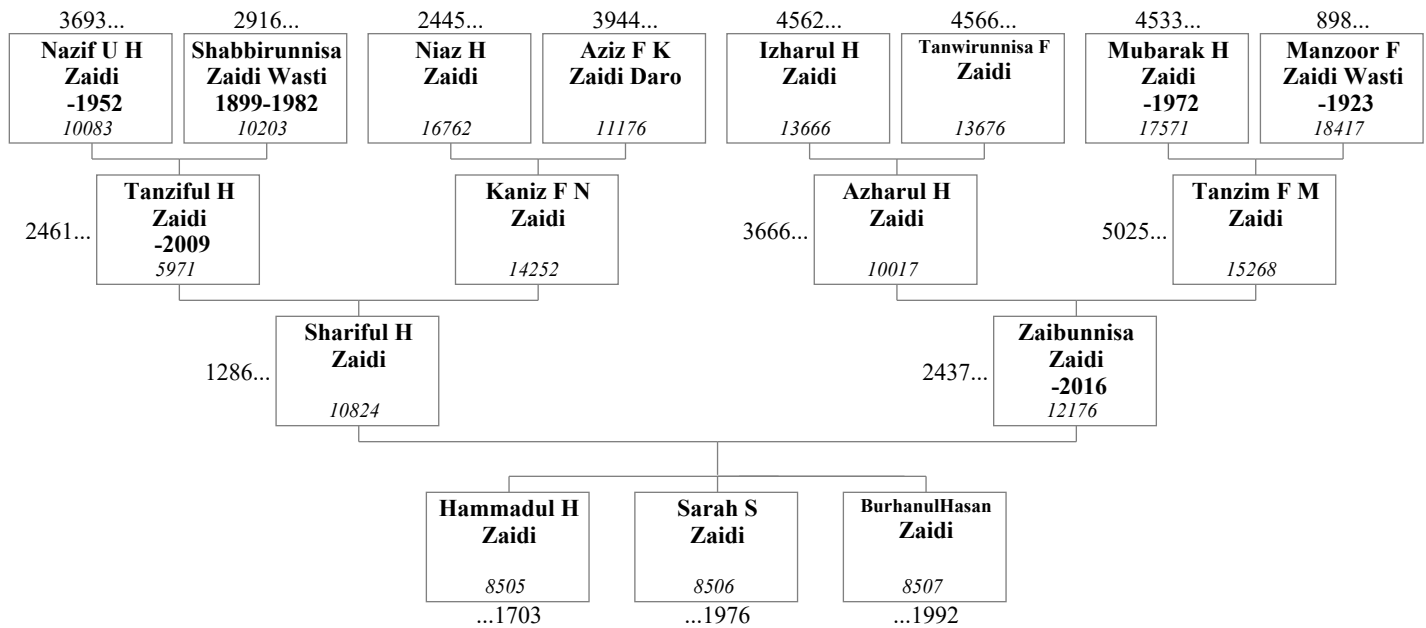 3693...
2916...
2445...
3944...
4562...
4566...
4533...
898...
Nazif U H
Zaidi
-1952
10083
Shabbirunnisa
Zaidi Wasti
1899-1982
10203
Niaz H
Zaidi
16762
Aziz F K
Zaidi Daro
11176
Izharul H
Zaidi
13666
Tanwirunnisa F
Zaidi
13676
Mubarak H
Zaidi
-1972
17571
Manzoor F
Zaidi Wasti
-1923
18417
2461...
Tanziful H
Zaidi
-2009
5971
Kaniz F N
Zaidi
14252
3666...
Azharul H
Zaidi
10017
5025...
Tanzim F M
Zaidi
15268
1286...
Shariful H
Zaidi
10824
2437...
Zaibunnisa
Zaidi
-2016
12176
Hammadul H
Zaidi
8505
...1703
Sarah S
Zaidi
8506
...1976
BurhanulHasan
Zaidi
8507
...1992